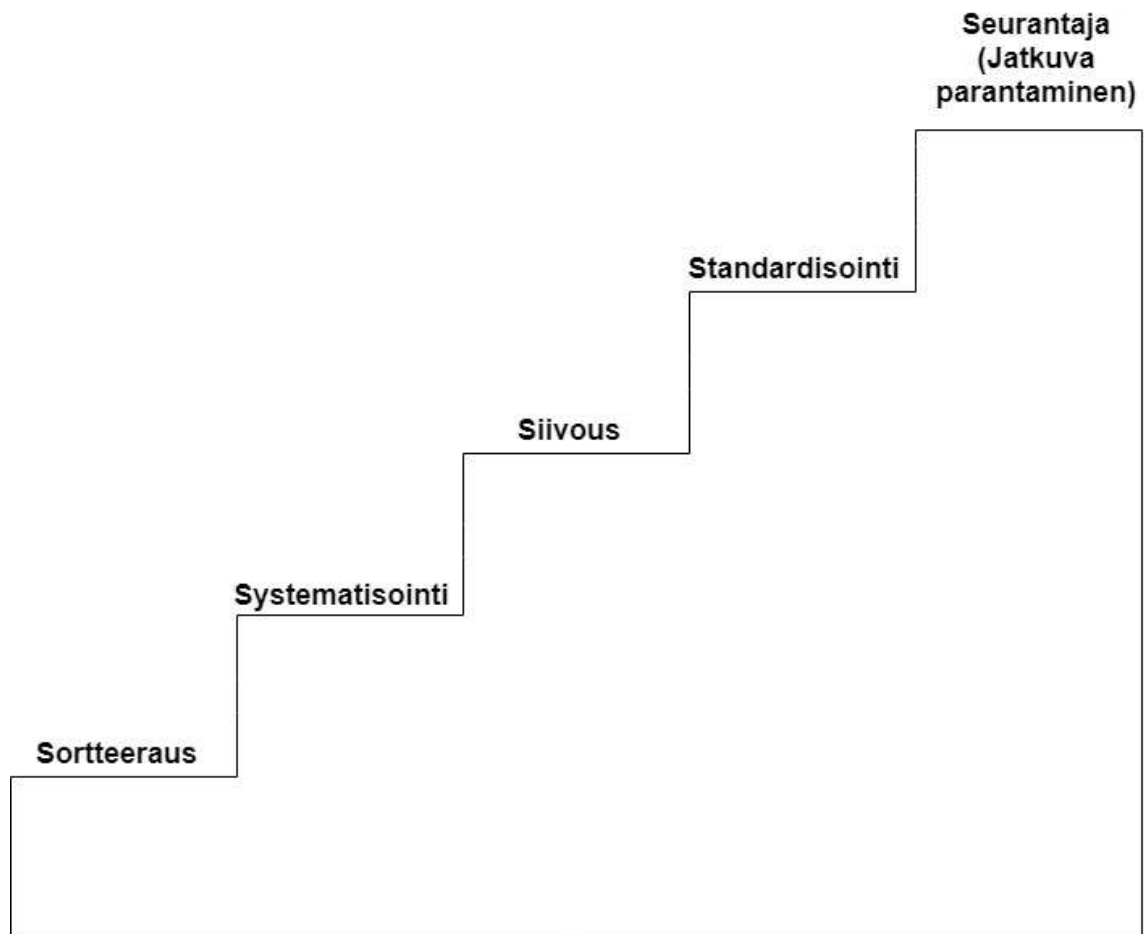 Seurantaja
(Jatkuva
parantaminen)
Standardisointi
Siivous
Systematisointi
Sortteeraus